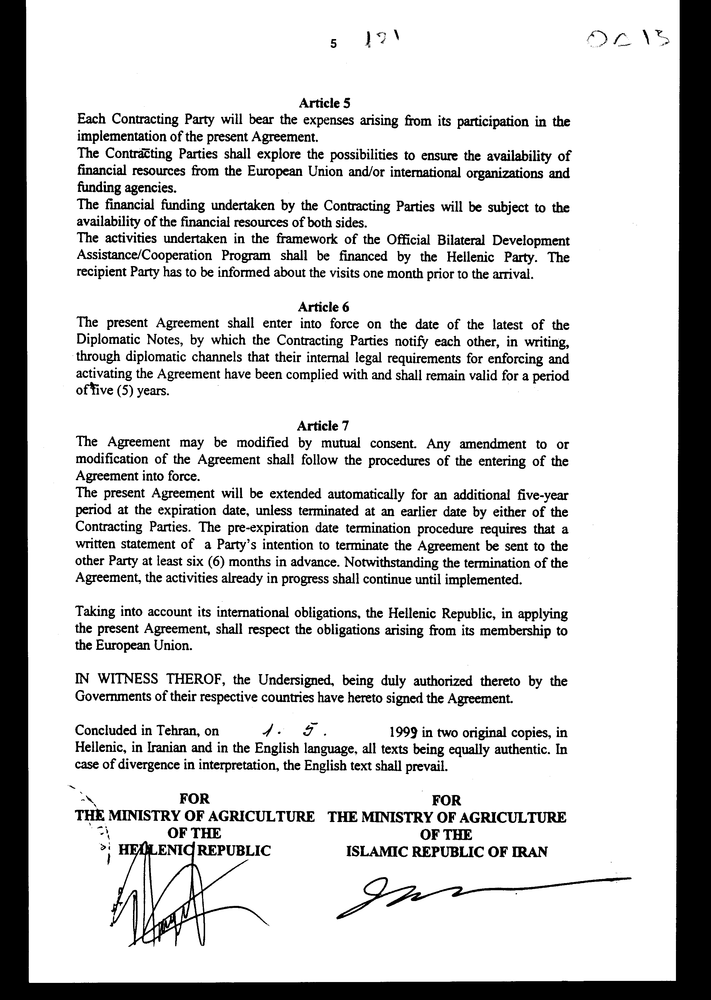 5
Article 5
Each Contracting Party will bear the expenses arising from its participation in the
implementation of the present Agreement.
The Contracting Parties shall explore the possibilities to ensure the availability of
financial resources from the European Union and/or international organizations and
funding agencies.
The financial funding undertaken by the Contracting Parties will be subject to the
availability of the financial resources of both sides.
The activities undertaken in the framework of the Official Bilateral Development
Assistance/Cooperation Program shall be financed by the Hellenic Party. The
recipient Party has to be informed about the visits one month prior to the arrival.
Article 6
The present Agreement shall enter into force on the date of the latest of the
Diplomatic Notes, by which the Contracting Parties notify each other, in writing,
through diplomatic channels that their internal legal requirements for enforcing and
activating the Agreement have been complied with and shall remain valid for a period
of five (5) years.
Article 7
The Agreement may be modified by mutual consent. Any amendment to or
modification of the Agreement shall follow the procedures of the entering of the
Agreement into force.
The present Agreement will be extended automatically for an additional five-year
period at the expiration date, unless terminated at an earlier date by either of the
Contracting Parties. The pre-expiration date termination procedure requires that a
written statement of a Party's intention to terminate the Agreement be sent to the
other Party at least six (6) months in advance. Notwithstanding the termination of the
Agreement, the activities already in progress shall continue until implemented.
Taking into account its international obligations, the Hellenic Republic, in applying
the present Agreement, shall respect the obligations arising from its membership to
the European Union.
IN WITNESS THEROF, the Undersigned, being duly authorized thereto by the
Governments of their respective countries have hereto signed the Agreement.
Concluded in Tehran, on 1. 5. 1999 in two original copies, in
Hellenic, in Iranian and in the English language, all texts being equally authentic. In
case of divergence in interpretation, the English text shall prevail.
FOR
THE MINISTRY OF AGRICULTURE
OF THE
HELLENIC REPUBLIC
FOR
THE MINISTRY OF AGRICULTURE
OF THE
ISLAMIC REPUBLIC OF IRAN